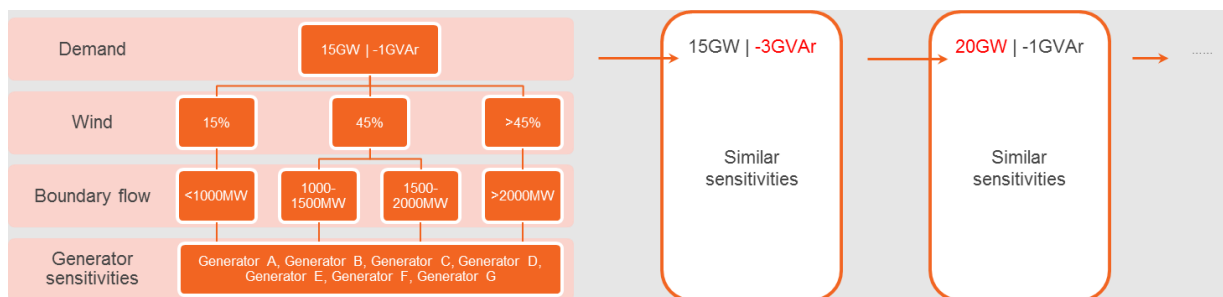 Demand
15GW | -1GVAr
Wind
15%
45%
>45%
Boundary flow
<1000MW
1000-
1500MW
1500-
2000MW
>2000MW
Generator
sensitivities
Generator A, Generator B, Generator C, Generator D,
Generator E, Generator F, Generator G
15GW | -3GVAr
Similar
sensitivities
20GW | -1GVAr
Similar
sensitivities
......